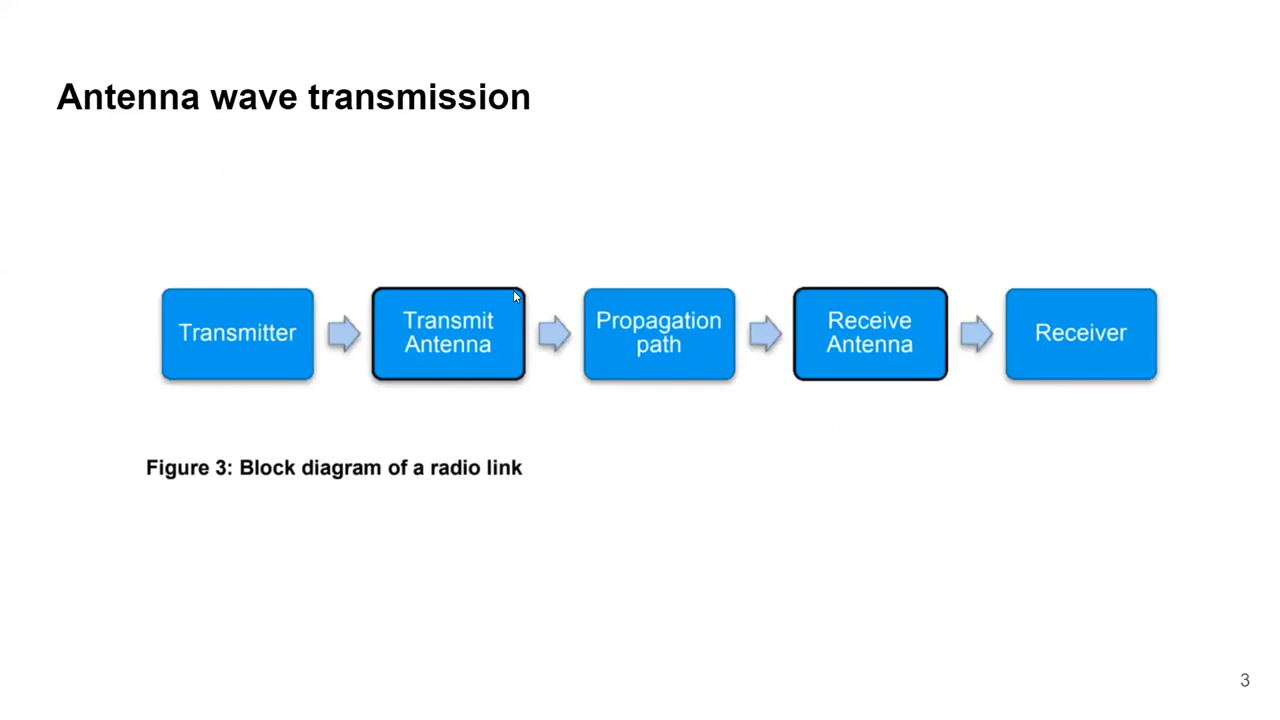 Antenna wave transmission
Transmitter
Transmit
Antenna
Propagation
path
Receive
Antenna
Receiver
Figure 3: Block diagram of a radio link
3